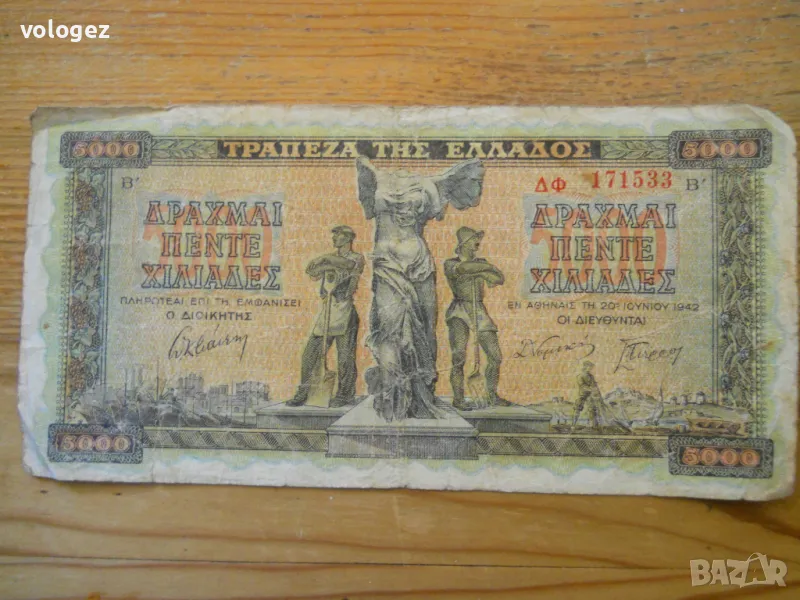 vologez
5000 ΤΡΑΠΕΖΑ ΤΗΣ ΕΛΛΑΔΟΣ 5000
Β' ΔΦ 171533 Β'
ΔΡΑΧΜΑΙ
ΠΕΝΤΕ
ΧΙΛΙΑΔΕΣ
ΠΛΗΡΩΤΕΑΙ ΕΠΙ ΤΗ ΕΜΦΑΝΙΣΕΙ
Ο ΔΙΟΙΚΗΤΗΣ
ΔΡΑΧΜΑΙ
ΠΕΝΤΕ
ΧΙΛΙΑΔΕΣ
ΕΝ ΑΘΗΝΑΙΣ ΤΗ 20ῌ ΙΟΥΝΙΟΥ 1942
ΟΙ ΔΙΕΥΘΥΝΤΑΙ
5000 5000
BAZAR